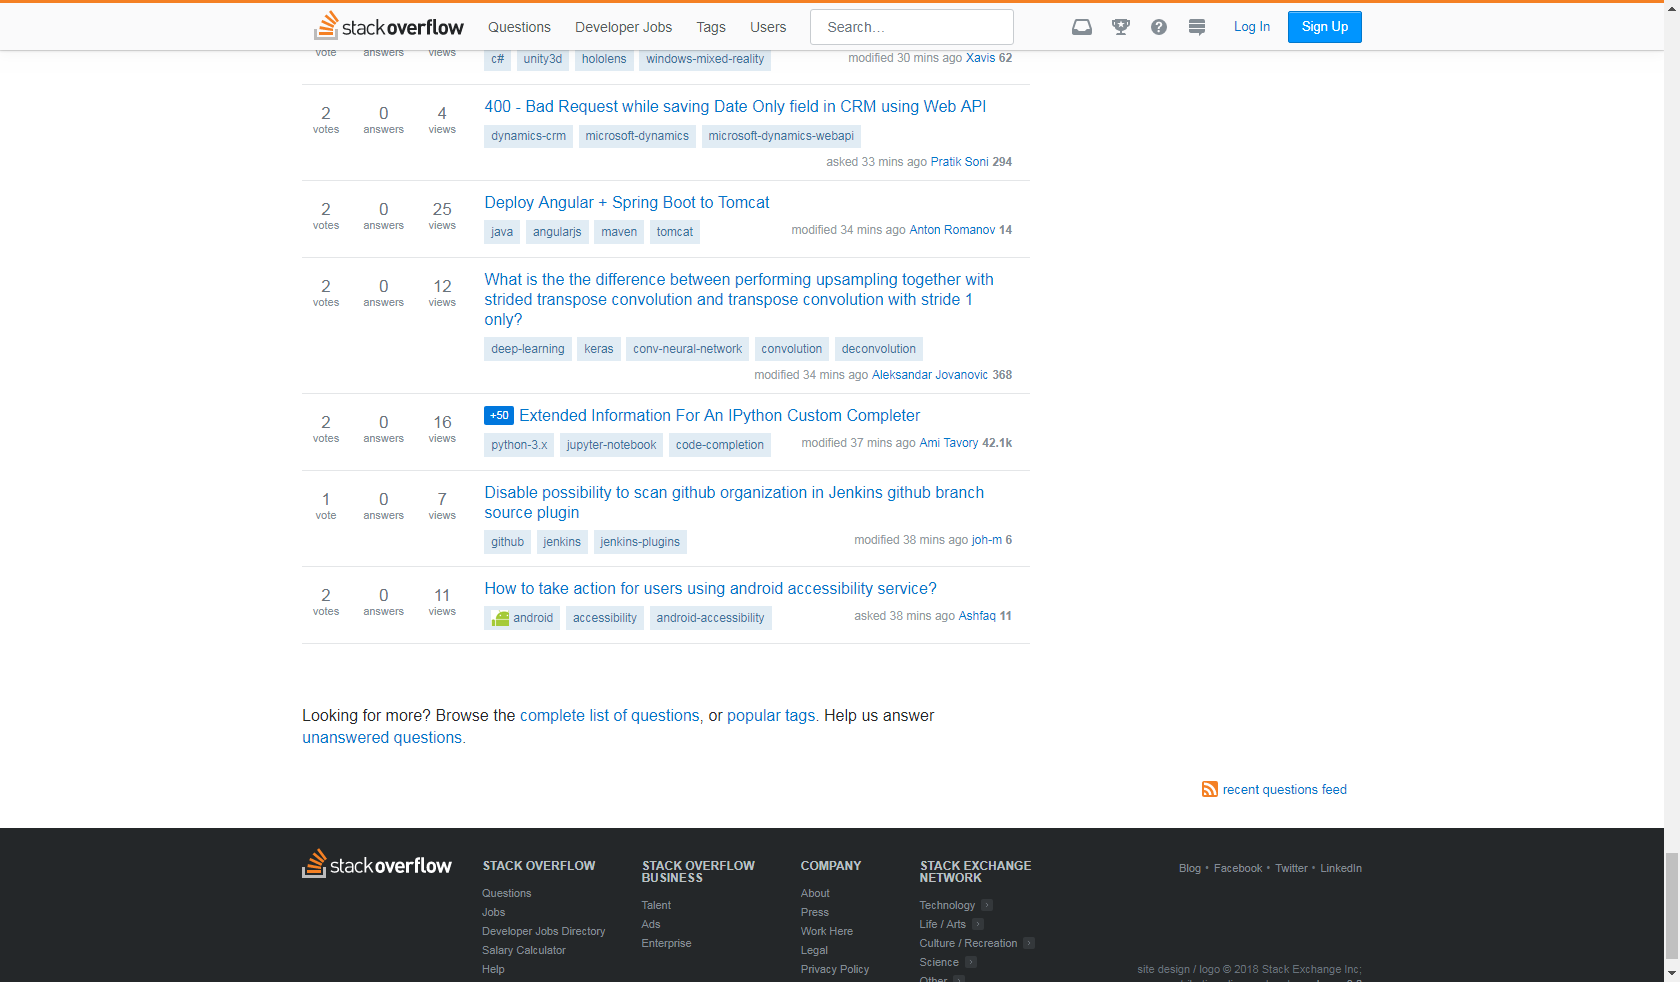 stackoverflow Questions Developer Jobs Tags Users Search... Log In Sign Up
vote answers views
c# unity3d hololens windows-mixed-reality modified 30 mins ago Xavis 62
2 votes 0 answers 4 views
400 - Bad Request while saving Date Only field in CRM using Web API
dynamics-crm microsoft-dynamics microsoft-dynamics-webapi
asked 33 mins ago Pratik Soni 294
2 votes 0 answers 25 views
Deploy Angular + Spring Boot to Tomcat
java angularjs maven tomcat modified 34 mins ago Anton Romanov 14
2 votes 0 answers 12 views
What is the the difference between performing upsampling together with
strided transpose convolution and transpose convolution with stride 1
only?
deep-learning keras conv-neural-network convolution deconvolution
modified 34 mins ago Aleksandar Jovanovic 368
2 votes 0 answers 16 views
+50 Extended Information For An IPython Custom Completer
python-3.x jupyter-notebook code-completion modified 37 mins ago Ami Tavory 42.1k
1 vote 0 answers 7 views
Disable possibility to scan github organization in Jenkins github branch
source plugin
github jenkins jenkins-plugins modified 38 mins ago joh-m 6
2 votes 0 answers 11 views
How to take action for users using android accessibility service?
android accessibility android-accessibility asked 38 mins ago Ashfaq 11
Looking for more? Browse the complete list of questions, or popular tags. Help us answer
unanswered questions.
recent questions feed
stackoverflow
STACK OVERFLOW
Questions
Jobs
Developer Jobs Directory
Salary Calculator
Help
STACK OVERFLOW
BUSINESS
Talent
Ads
Enterprise
COMPANY
About
Press
Work Here
Legal
Privacy Policy
STACK EXCHANGE
NETWORK
Technology
Life / Arts
Culture / Recreation
Science
Other
Blog • Facebook • Twitter • LinkedIn
site design / logo © 2018 Stack Exchange Inc;